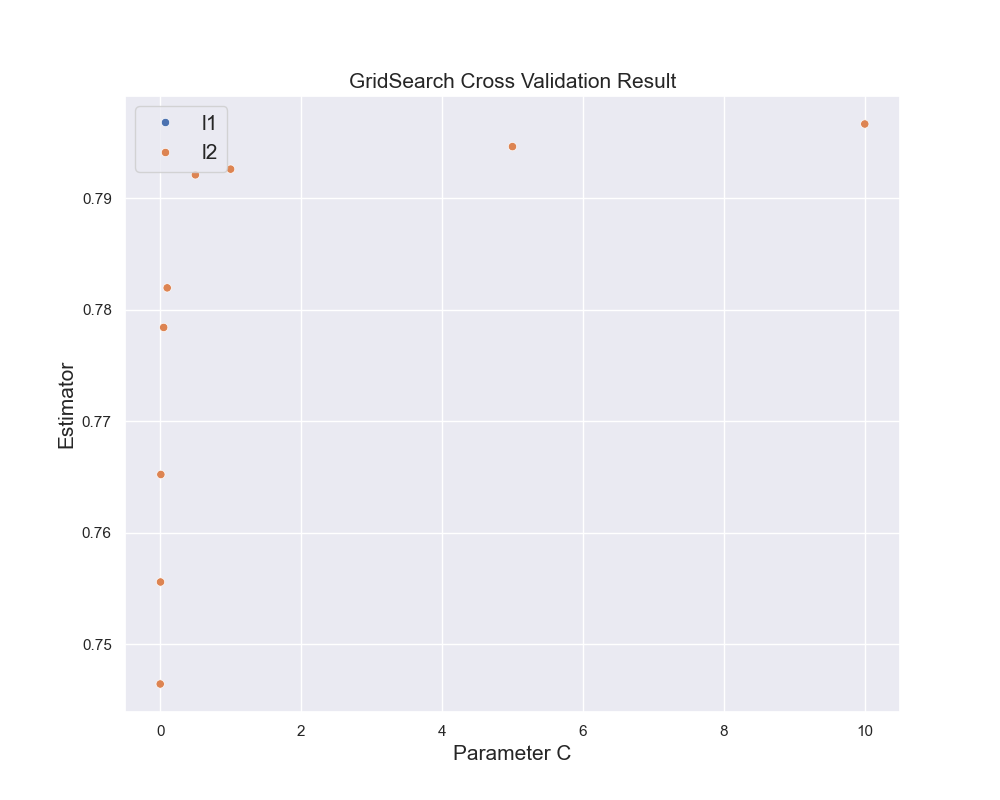 GridSearch Cross Validation Result
l1
l2
0.79
0.78
0.77
0.76
0.75
Estimator
0 2 4 6 8 10
Parameter C